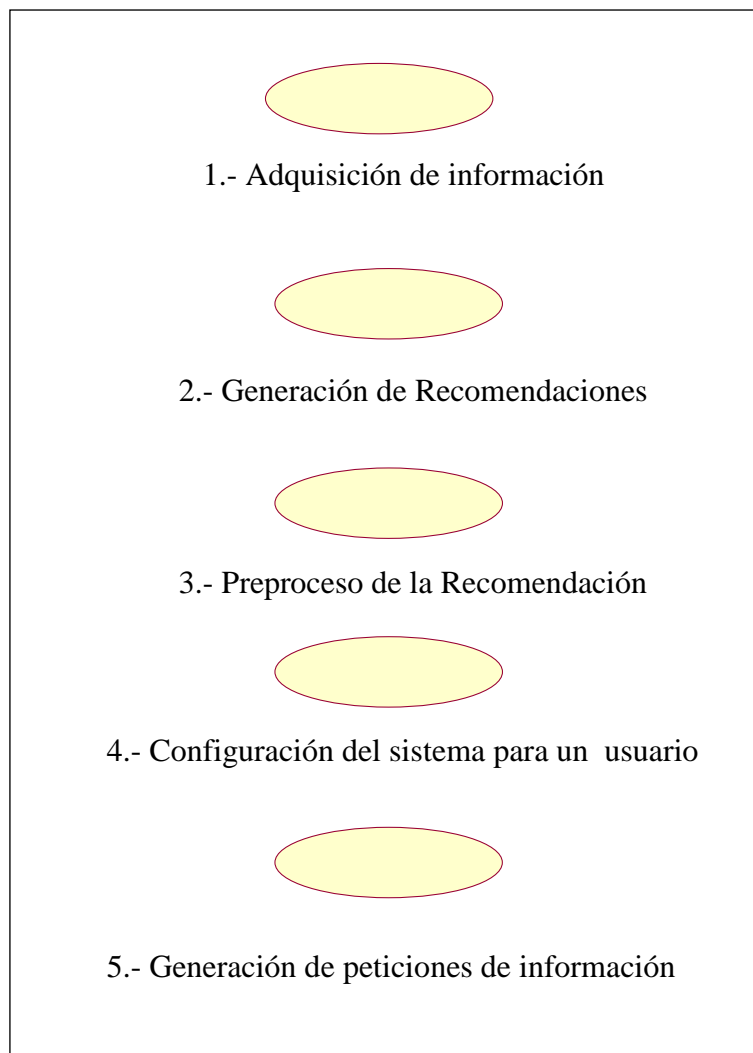 1.- Adquisición de información
2.- Generación de Recomendaciones
3.- Preproceso de la Recomendación
4.- Configuración del sistema para un usuario
5.- Generación de peticiones de información